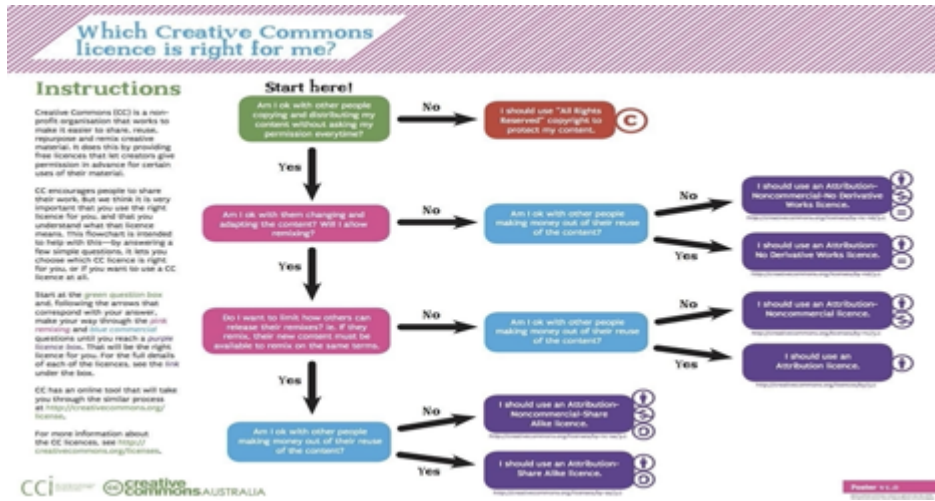 Which Creative Commons
licence is right for me?
Instructions
Creative Commons (CC) is a non-
profit organisation that works to
make it easier to share, reuse,
repurpose and remix creative
material. It does this by providing
free licences that let creators give
permission in advance for certain
uses of their material.
CC encourages people to share
their work. But we think it is very
important that you use the right
licence for you, and that you
understand what that licence
means. This flowchart is intended
to help with this—by answering a
few simple questions, it lets you
choose which CC licence is right
for you, or if you want to use a CC
licence at all.
Start at the green question box
and, following the arrows that
correspond with your answer,
make your way through the pink
remixing and blue commercial
questions until you reach a purple
licence box. That will be the right
licence for you. For the full details
of each of the licences, see the link
under the box.
CC has an online tool that will take
you through the similar process
at http://creativecommons.org/
license.
For more information about
the CC licences, see http://
creativecommons.org/licenses.
Start here!
Am I ok with other people
copying and distributing my
content without asking my
permission everytime?
No
I should use "All Rights
Reserved" copyright to
protect my content.
C
Yes
Am I ok with them changing and
adapting the content? Will I allow
remixing?
No
Am I ok with other people
making money out of their reuse
of the content?
No
I should use an Attribution-
Noncommercial-No Derivative
Works licence.
Yes
I should use an Attribution-
No Derivative Works licence.
Yes
Do I want to limit how others can
release their remixes? ie. If they
remix, their new content must be
available to remix on the same terms.
No
Am I ok with other people
making money out of their reuse
of the content?
No
I should use an Attribution-
Noncommercial licence.
Yes
I should use an
Attribution licence.
Yes
Am I ok with other people
making money out of their reuse
of the content?
No
I should use an Attribution-
Noncommercial-Share
Alike licence.
Yes
I should use an Attribution-
Share Alike licence.
CCi
cc creative
commons AUSTRALIA
Poster